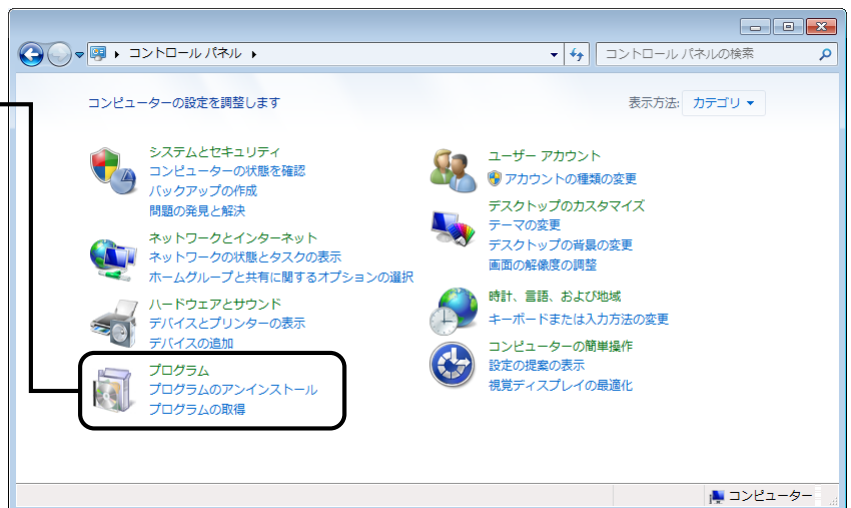 コントロール パネル
コントロール パネルの検索
コンピューターの設定を調整します
表示方法: カテゴリ
システムとセキュリティ
コンピューターの状態を確認
バックアップの作成
問題の発見と解決
ネットワークとインターネット
ネットワークの状態とタスクの表示
ホームグループと共有に関するオプションの選択
ハードウェアとサウンド
デバイスとプリンターの表示
デバイスの追加
プログラム
プログラムのアンインストール
プログラムの取得
ユーザー アカウント
アカウントの種類の変更
デスクトップのカスタマイズ
テーマの変更
デスクトップの背景の変更
画面の解像度の調整
時計、言語、および地域
キーボードまたは入力方法の変更
コンピューターの簡単操作
設定の提案の表示
視覚ディスプレイの最適化
コンピューター